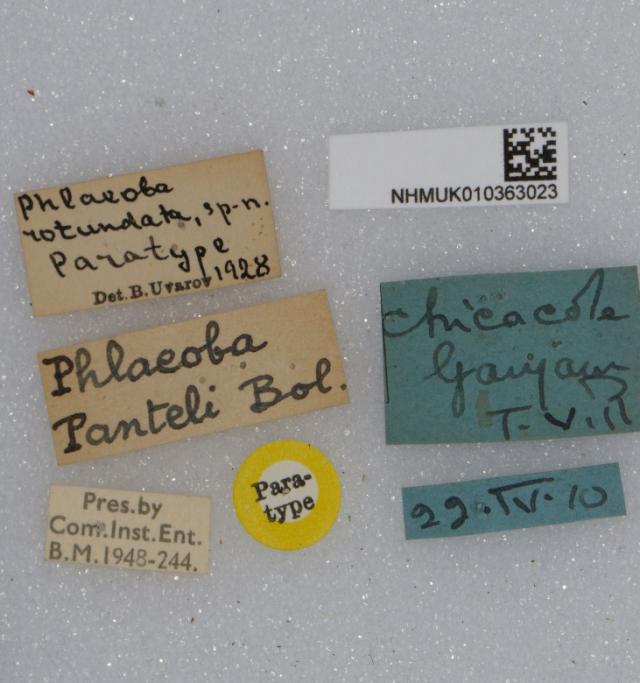 Phlaeoba
rotundata, sp.n.
Paratype
1928
Det. B. Uvarov
NHMUK010363023
Phlaeoba
Panteli Bol.
Chicacole
Ganjam
T.V.R
Pres. by
Com. Inst. Ent.
B.M. 1948-244.
Para-
type
22.IV.10